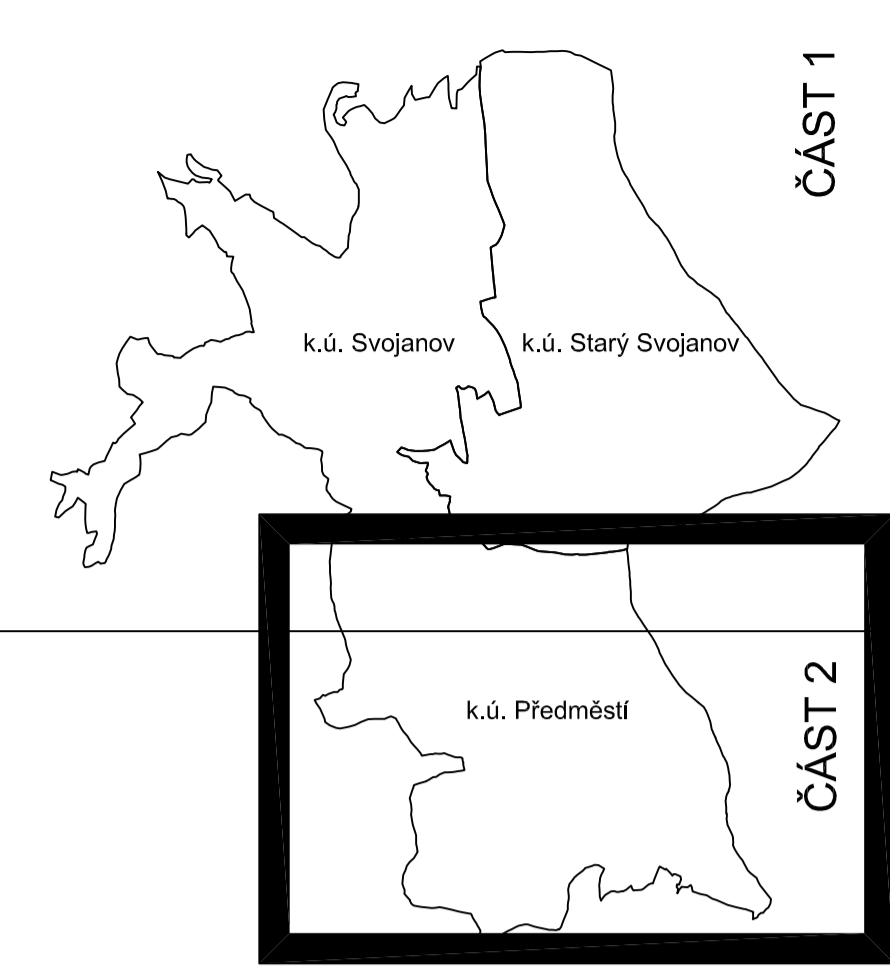 ČÁST 1
k.ú. Svojanov
k.ú. Starý Svojanov
k.ú. Předměstí
ČÁST 2